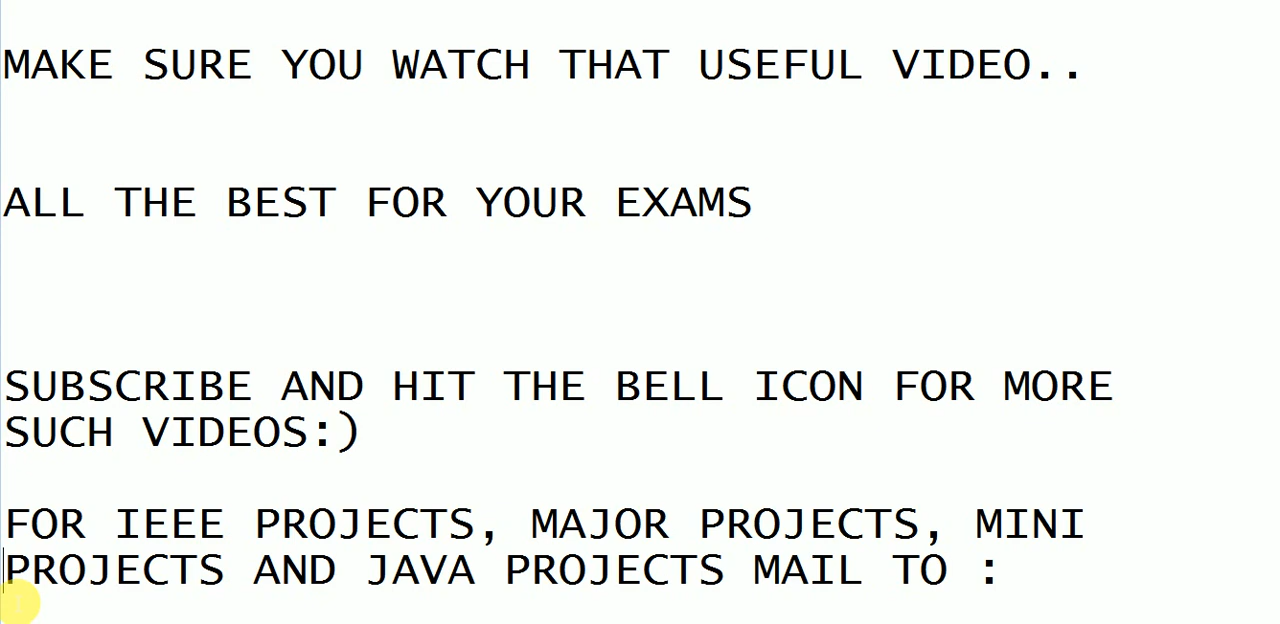 MAKE SURE YOU WATCH THAT USEFUL VIDEO..
ALL THE BEST FOR YOUR EXAMS
SUBSCRIBE AND HIT THE BELL ICON FOR MORE
SUCH VIDEOS:)
FOR IEEE PROJECTS, MAJOR PROJECTS, MINI
PROJECTS AND JAVA PROJECTS MAIL TO :